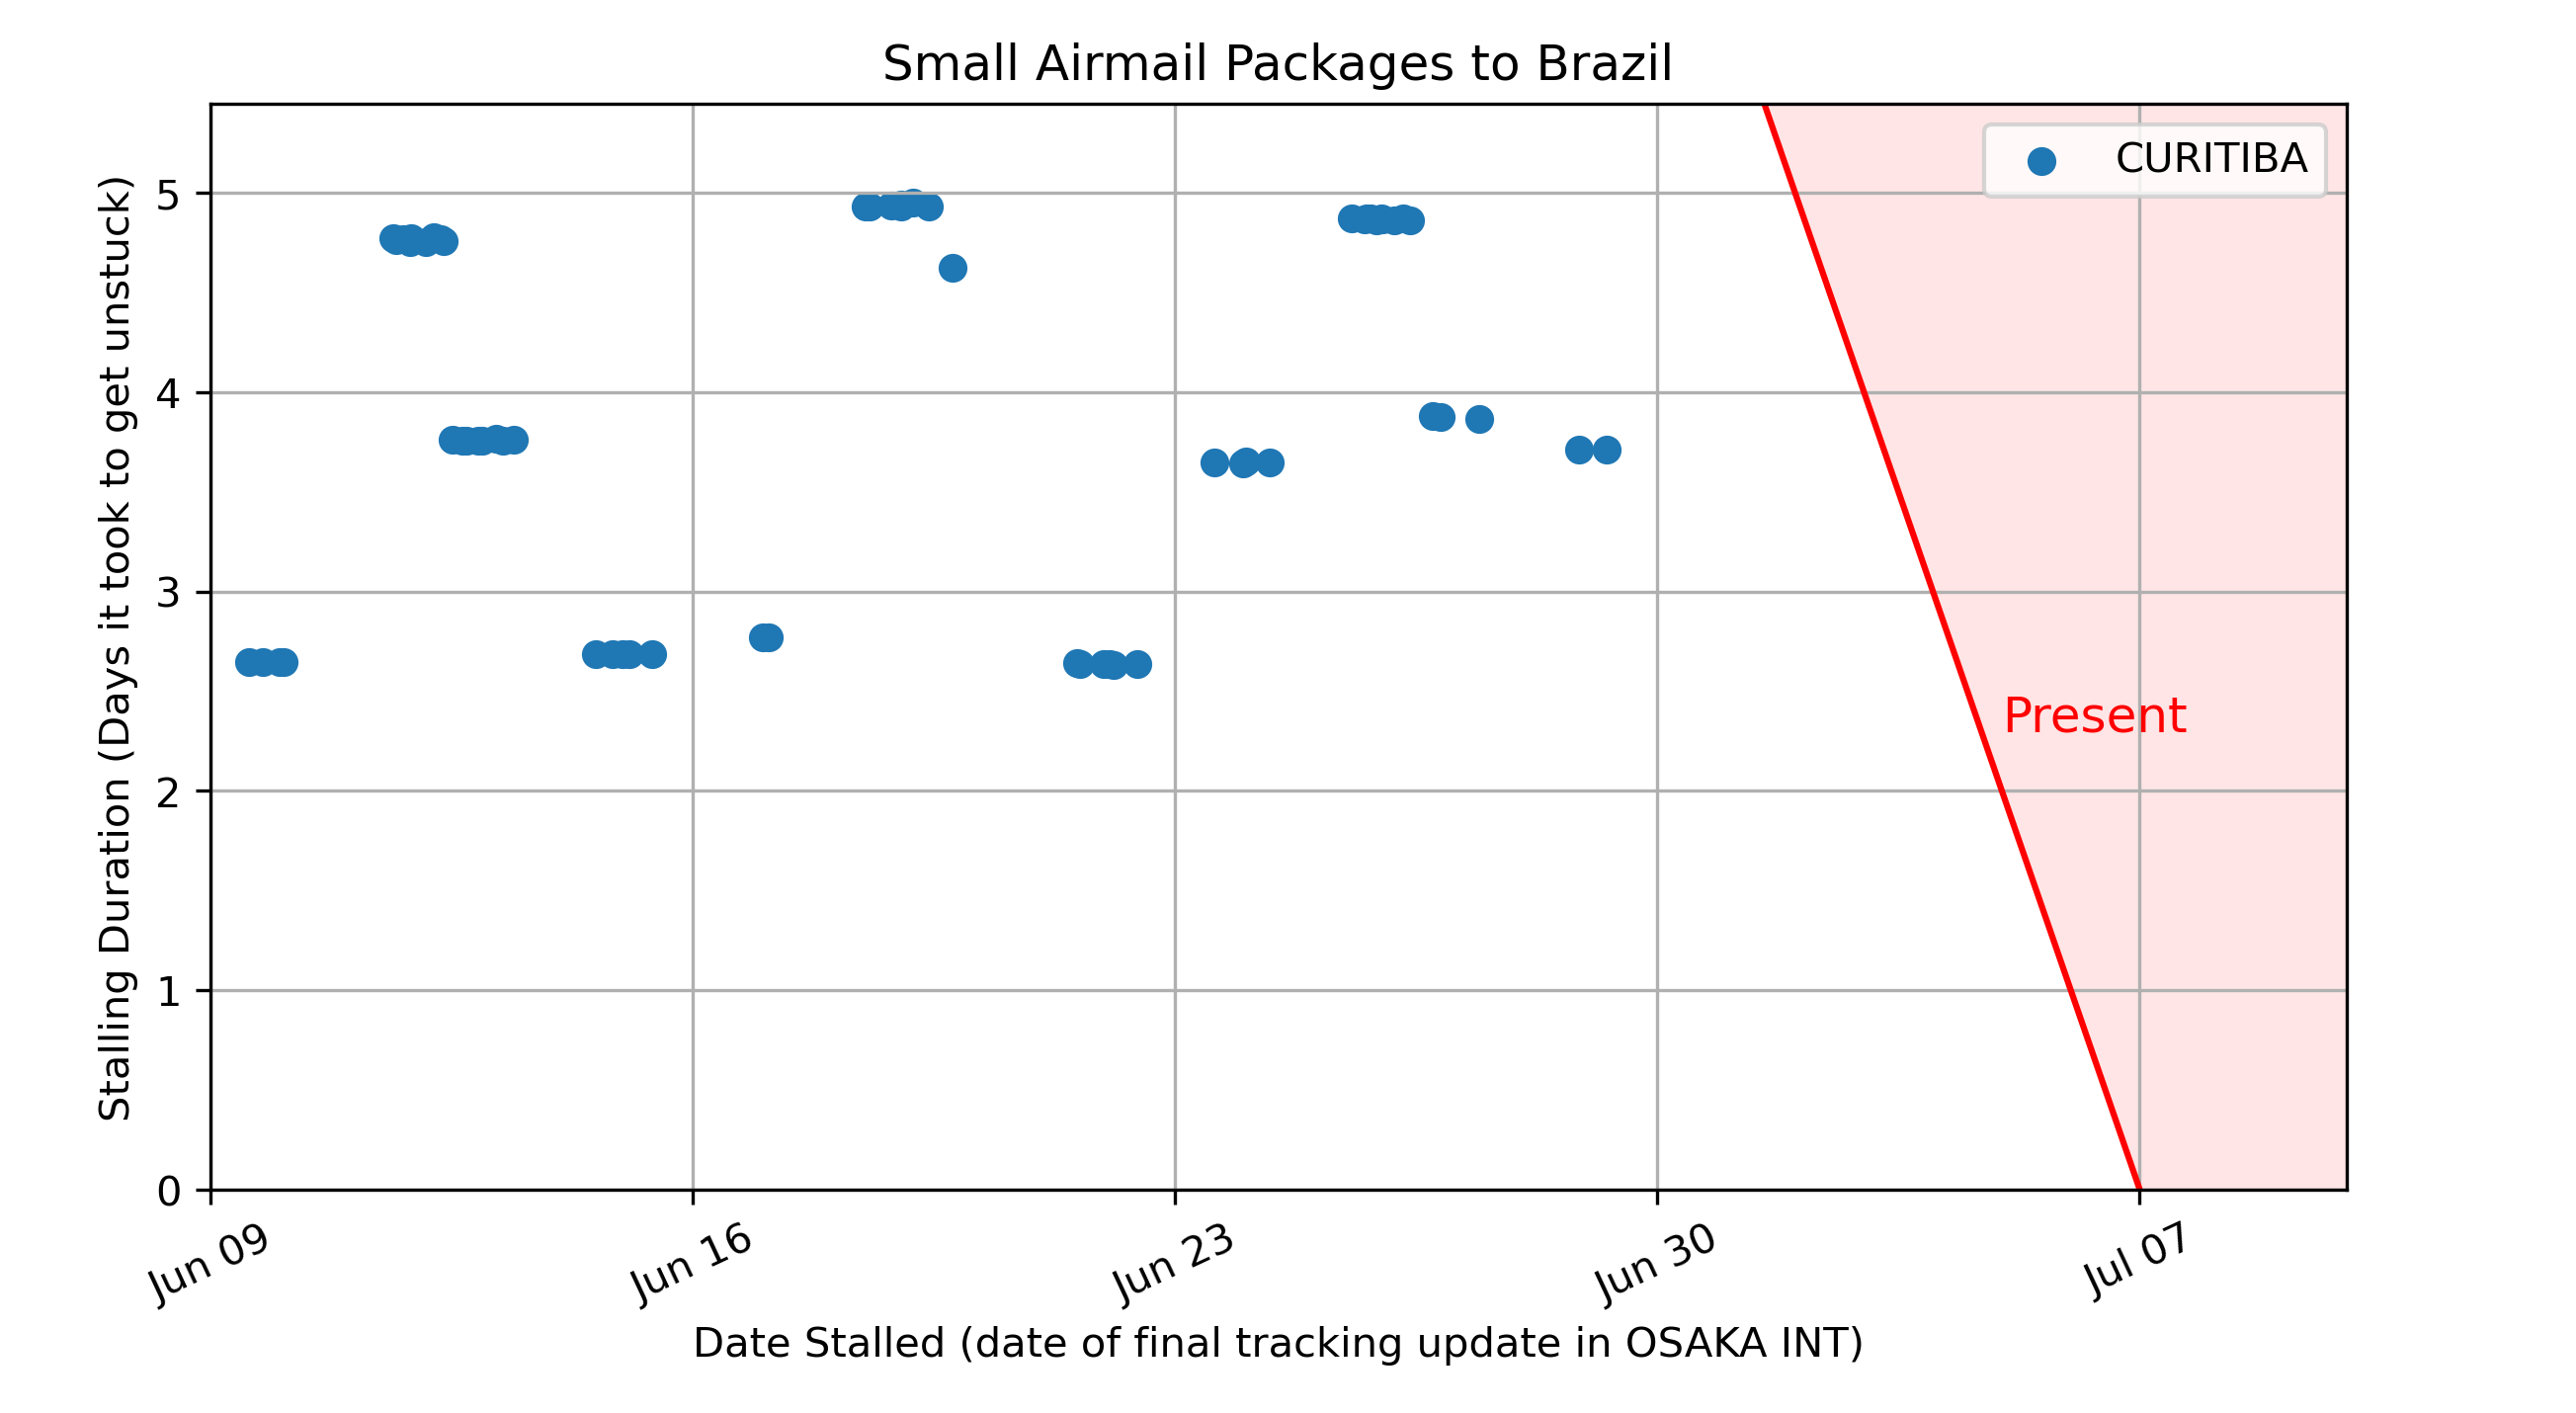 Small Airmail Packages to Brazil
CURITIBA
Stalling Duration (Days it took to get unstuck)
5
4
3
2
1
0
Present
Jun 09
Jun 16
Jun 23
Jun 30
Jul 07
Date Stalled (date of final tracking update in OSAKA INT)